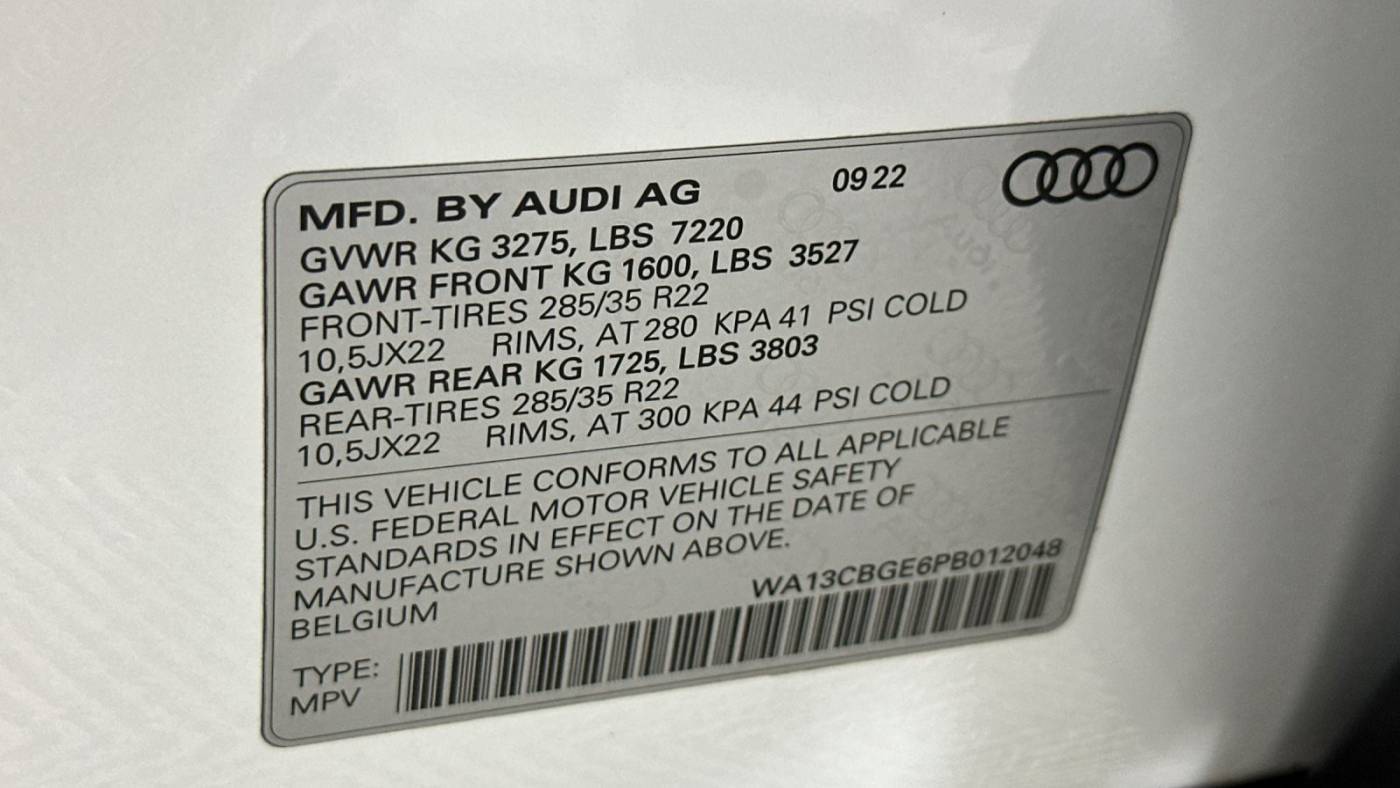 MFD. BY AUDI AG 09 22
GVWR KG 3275, LBS 7220
GAWR FRONT KG 1600, LBS 3527
FRONT-TIRES 285/35 R22
10,5JX22 RIMS, AT 280 KPA 41 PSI COLD
GAWR REAR KG 1725, LBS 3803
REAR-TIRES 285/35 R22
10,5JX22 RIMS, AT 300 KPA 44 PSI COLD
THIS VEHICLE CONFORMS TO ALL APPLICABLE
U.S. FEDERAL MOTOR VEHICLE SAFETY
STANDARDS IN EFFECT ON THE DATE OF
MANUFACTURE SHOWN ABOVE.
BELGIUM
WA13CBGE6PB012048
TYPE:
MPV